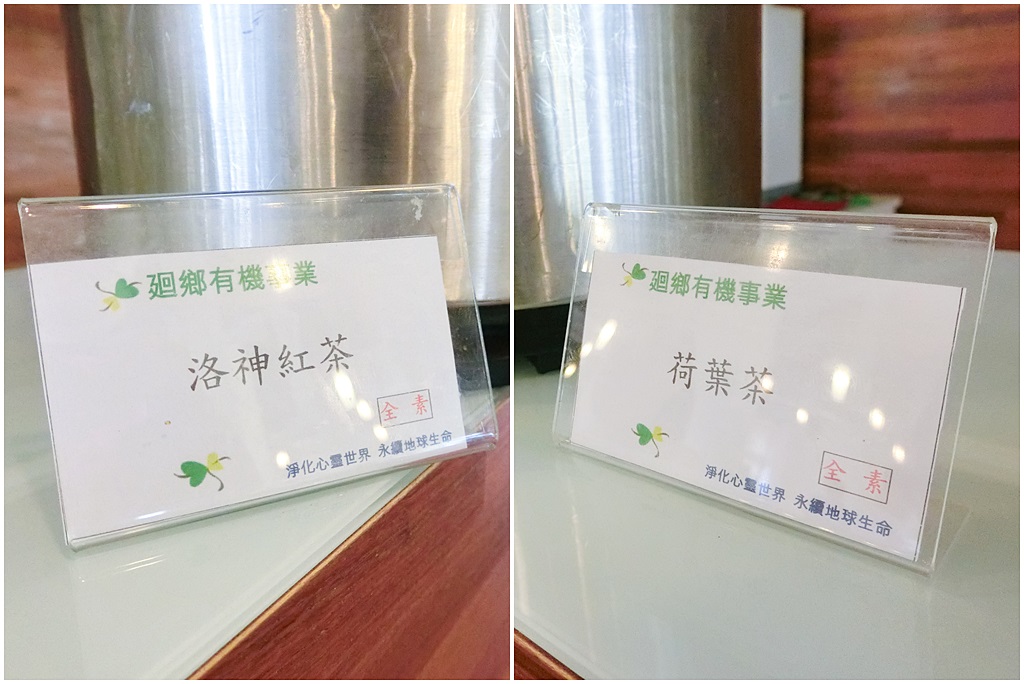 廻鄉有機事業
洛神紅茶
全素
淨化心靈世界 永續地球生命
廻鄉有機事業
荷葉茶
全素
淨化心靈世界 永續地球生命